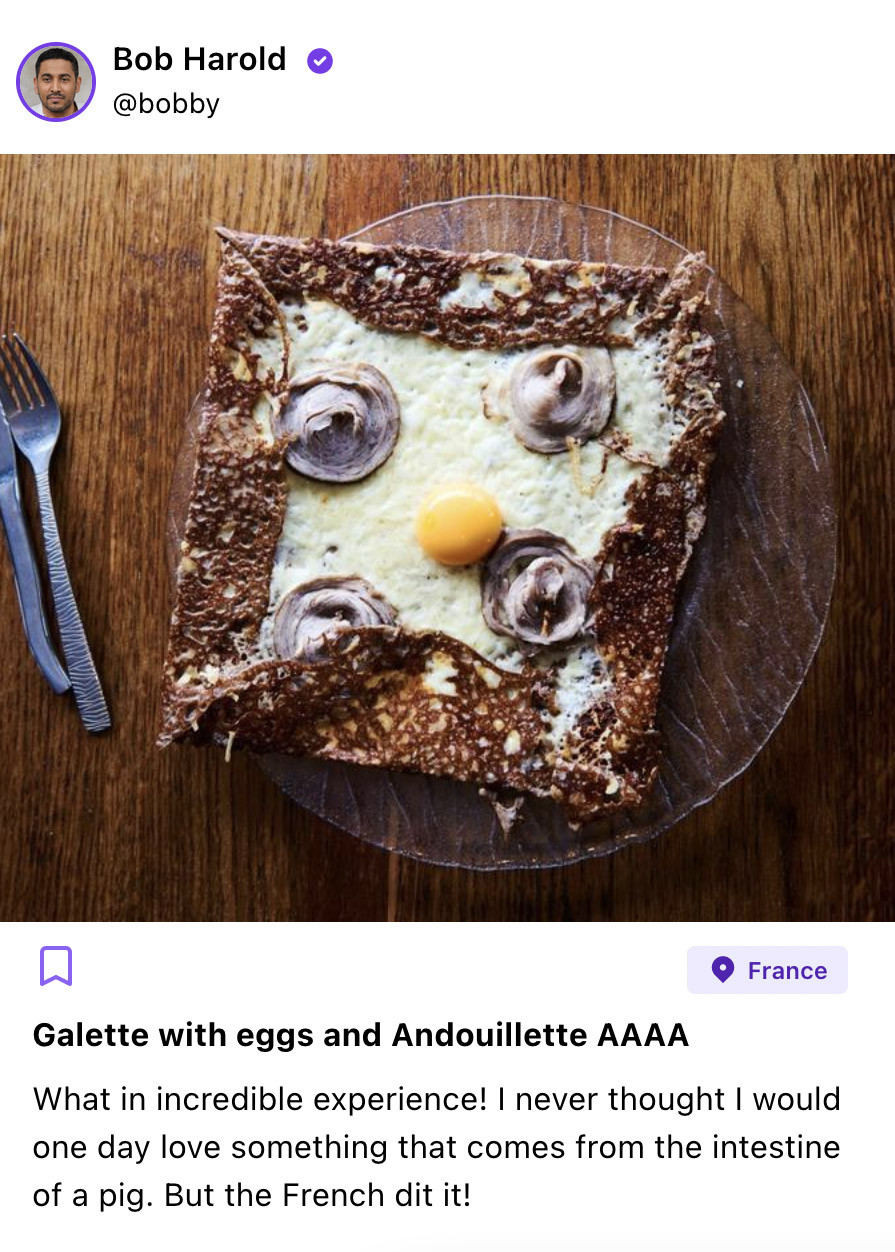 Bob Harold
@bobby
France
Galette with eggs and Andouillette AAAA
What in incredible experience! I never thought I would
one day love something that comes from the intestine
of a pig. But the French dit it!